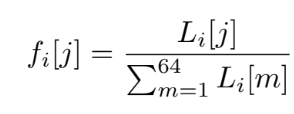 f_i[j] = \frac{L_i[j]}{\sum_{m=1}^{64} L_i[m]}